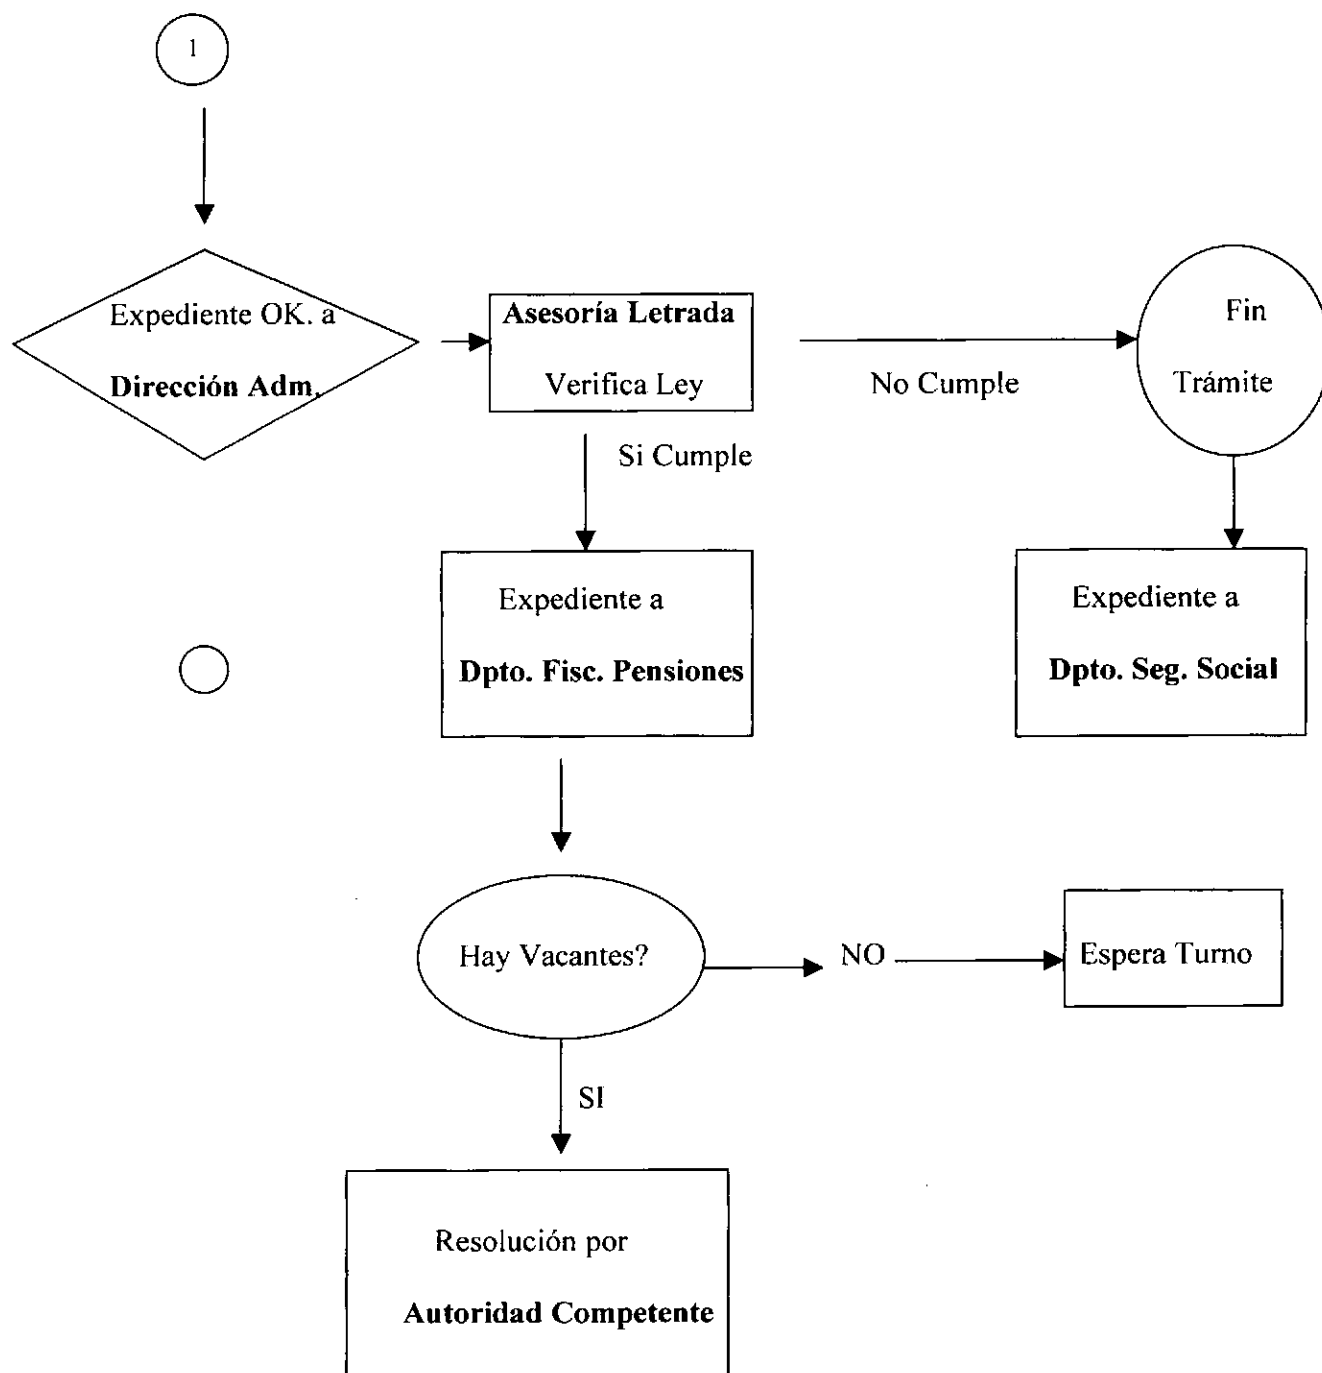 1
Expediente OK. a
Dirección Adm.
Asesoría Letrada
Verifica Ley
No Cumple
Fin
Trámite
Si Cumple
Expediente a
Dpto. Fisc. Pensiones
Expediente a
Dpto. Seg. Social
Hay Vacantes?
NO
Espera Turno
SI
Resolución por
Autoridad Competente